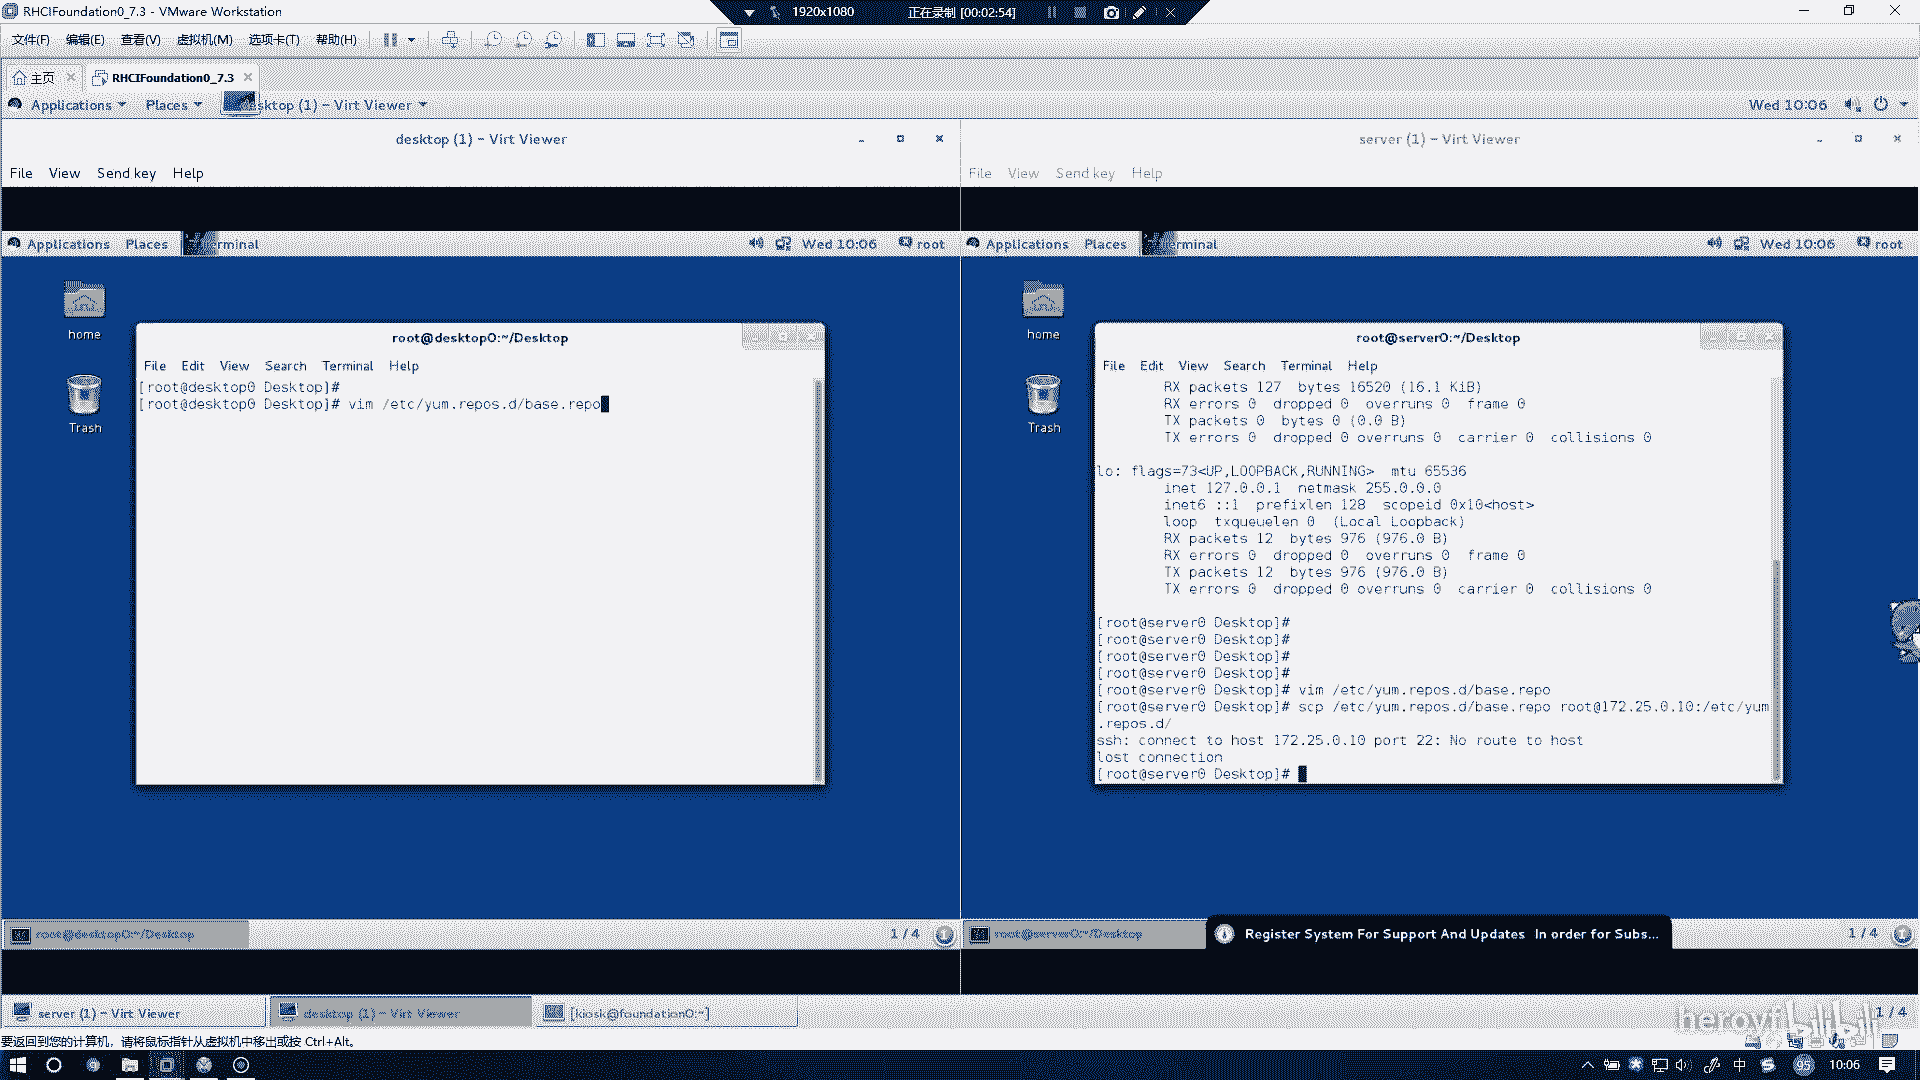 RHCIFoundation0_7.3 - VMware Workstation
1920x1080
正在录制 [00:02:54]
文件(F) 编辑(E) 查看(V) 虚拟机(M) 选项卡(T) 帮助(H)
主页
RHCIFoundation0_7.3
Applications Places desktop (1) - Virt Viewer
Wed 10:06
desktop (1) - Virt Viewer
File View Send key Help
Applications Places Terminal
Wed 10:06 root
home
Trash
root@desktop0:~/Desktop
File Edit View Search Terminal Help
[root@desktop0 Desktop]#
[root@desktop0 Desktop]# vim /etc/yum.repos.d/base.repo
root@desktop0:~/Desktop
1 / 4
server (1) - Virt Viewer
File View Send key Help
Applications Places Terminal
Wed 10:06 root
home
Trash
root@server0:~/Desktop
File Edit View Search Terminal Help
RX packets 127  bytes 16520 (16.1 KiB)
RX errors 0  dropped 0  overruns 0  frame 0
TX packets 0  bytes 0 (0.0 B)
TX errors 0  dropped 0 overruns 0  carrier 0  collisions 0
lo: flags=73<UP,LOOPBACK,RUNNING>  mtu 65536
inet 127.0.0.1  netmask 255.0.0.0
inet6 ::1  prefixlen 128  scopeid 0x10<host>
loop  txqueuelen 0  (Local Loopback)
RX packets 12  bytes 976 (976.0 B)
RX errors 0  dropped 0  overruns 0  frame 0
TX packets 12  bytes 976 (976.0 B)
TX errors 0  dropped 0 overruns 0  carrier 0  collisions 0
[root@server0 Desktop]#
[root@server0 Desktop]#
[root@server0 Desktop]#
[root@server0 Desktop]#
[root@server0 Desktop]# vim /etc/yum.repos.d/base.repo
[root@server0 Desktop]# scp /etc/yum.repos.d/base.repo root@172.25.0.10:/etc/yum
.repos.d/
ssh: connect to host 172.25.0.10 port 22: No route to host
lost connection
[root@server0 Desktop]#
root@server0:~/Desktop
Register System For Support And Updates In order for Subs...
1 / 4
server (1) - Virt Viewer
desktop (1) - Virt Viewer
[kiosk@foundation0:~]
1 / 4
heroyf bilibili
要返回到您的计算机，请将鼠标指针从虚拟机中移出或按 Ctrl+Alt。
中
95
10:06